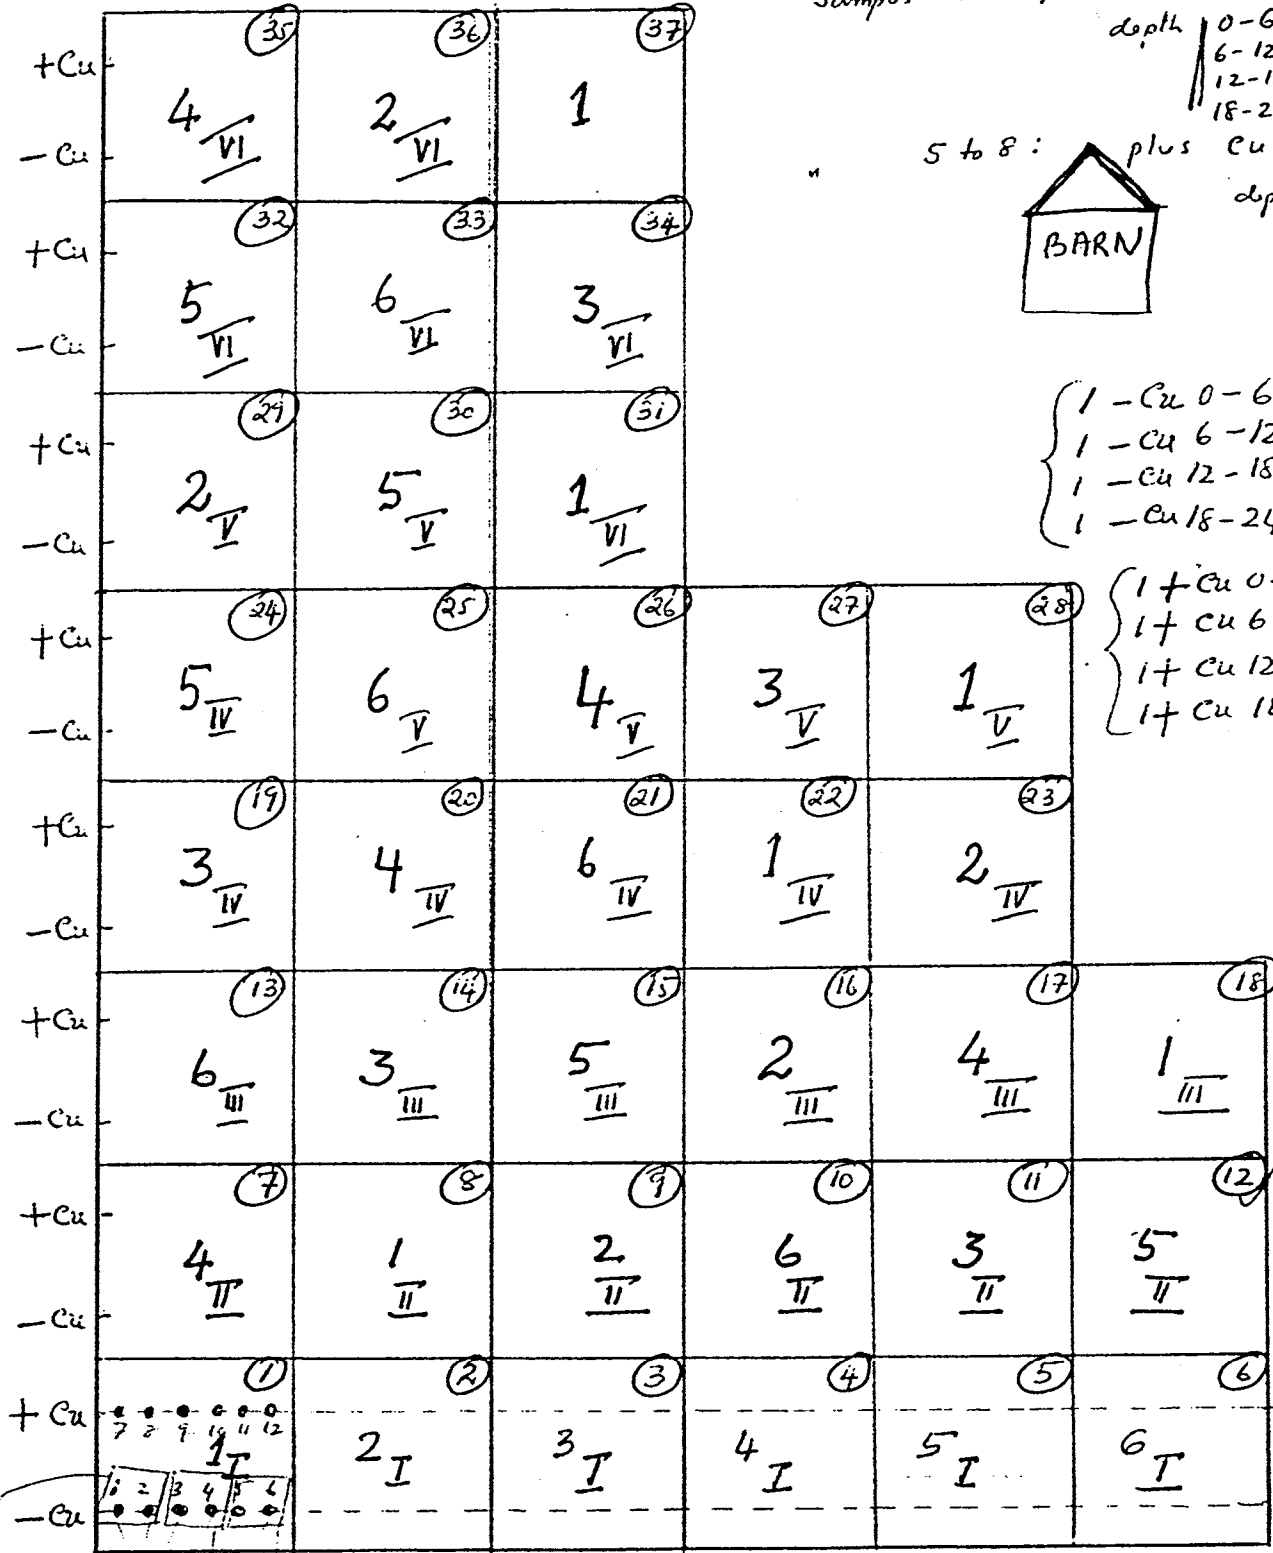 depth 0-6
6-12
12-1
18-2
5 to 8 : plus Cu
BARN
1 -Cu 0-6
1 -Cu 6-12
1 -Cu 12-18
1 -Cu 18-24
1+ Cu 0-
1+ Cu 6
1+ Cu 12
1+ Cu 18
35 36 37
+Cu
4 VI 2 VI 1
-Cu
32 33 34
+Cu
5 VI 6 VI 3 VI
-Cu
29 30 31
+Cu
2 V 5 V 1 VI
-Cu
24 25 26 27 28
+Cu
5 IV 6 V 4 V 3 V 1 V
-Cu
19 20 21 22 23
+Cu
3 IV 4 IV 6 IV 1 IV 2 IV
-Cu
13 14 15 16 17 18
+Cu
6 III 3 III 5 III 2 III 4 III 1 III
-Cu
7 8 9 10 11 12
+Cu
4 II 1 II 2 II 6 II 3 II 5 II
-Cu
1 2 3 4 5 6
+ Cu
7 8 9 10 11 12
1 I 2 I 3 I 4 I 5 I 6 I
1 2 3 4 5 6
-Cu